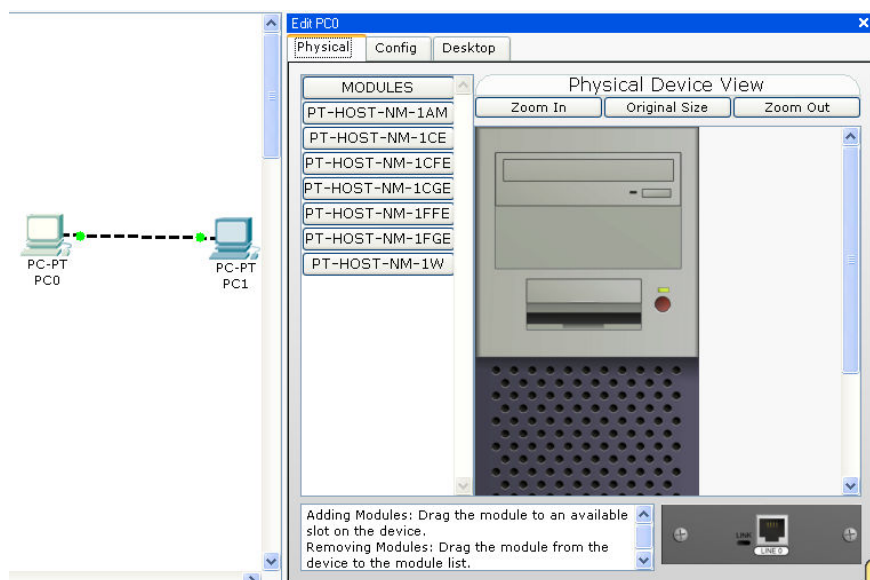 Edit PC0
Physical Config Desktop
MODULES
PT-HOST-NM-1AM
PT-HOST-NM-1CE
PT-HOST-NM-1CFE
PT-HOST-NM-1CGE
PT-HOST-NM-1FFE
PT-HOST-NM-1FGE
PT-HOST-NM-1W
Physical Device View
Zoom In Original Size Zoom Out
PC-PT
PC0
PC-PT
PC1
Adding Modules: Drag the module to an available
slot on the device.
Removing Modules: Drag the module from the
device to the module list.
LINK
LINE 0